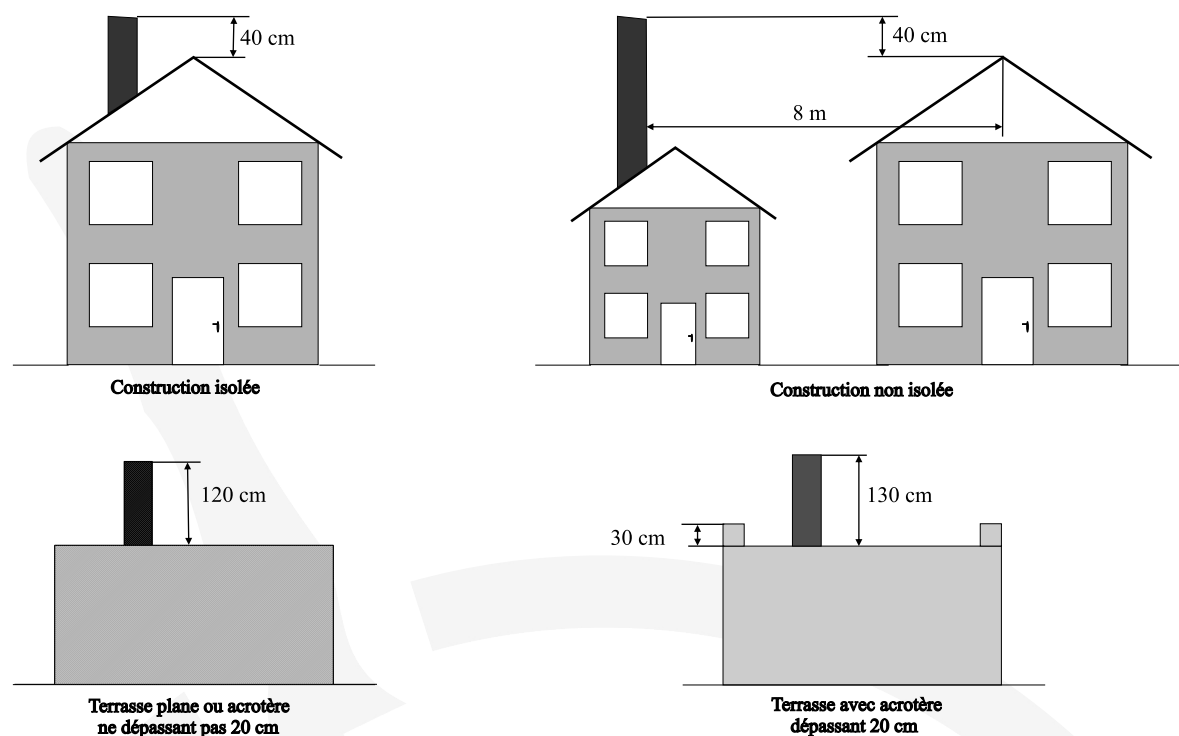 40 cm
40 cm
8 m
Construction isolée
Construction non isolée
120 cm
130 cm
30 cm
Terrasse plane ou acrotère
ne dépassant pas 20 cm
Terrasse avec acrotère
dépassant 20 cm